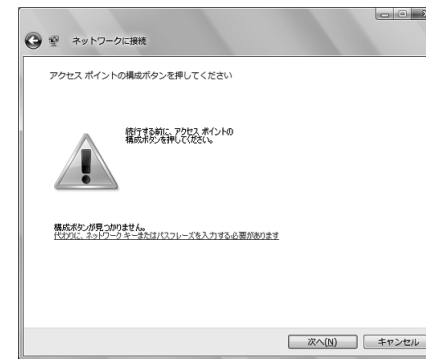 ネットワークに接続
アクセス ポイントの構成ボタンを押してください
続行する前に、アクセス ポイントの
構成ボタンを押してください。
構成ボタンが見つかりません。
代わりに、ネットワーク キーまたはパスフレーズを入力する必要があります
次へ(N)
キャンセル